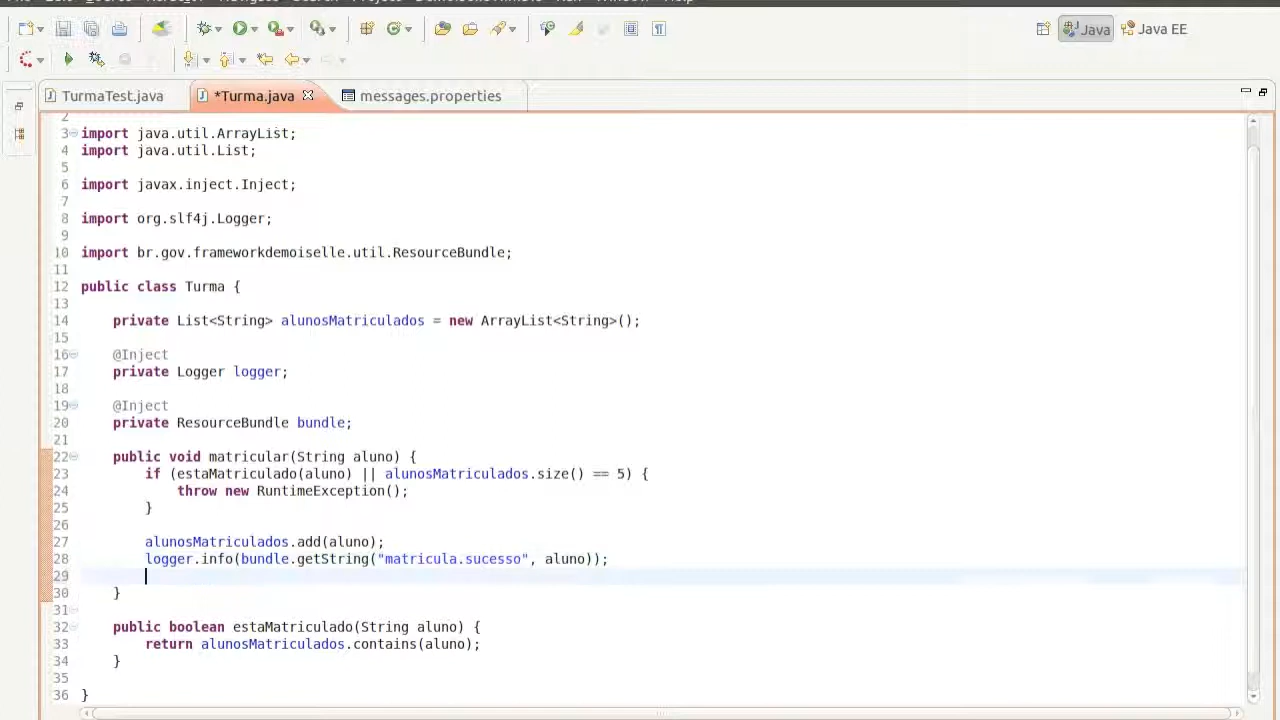 Java
Java EE
TurmaTest.java
*Turma.java
messages.properties
2
3 import java.util.ArrayList;
4 import java.util.List;
5
6 import javax.inject.Inject;
7
8 import org.slf4j.Logger;
9
10 import br.gov.frameworkdemoiselle.util.ResourceBundle;
11
12 public class Turma {
13
14 private List<String> alunosMatriculados = new ArrayList<String>();
15
16 @Inject
17 private Logger logger;
18
19 @Inject
20 private ResourceBundle bundle;
21
22 public void matricular(String aluno) {
23 if (estaMatriculado(aluno) || alunosMatriculados.size() == 5) {
24 throw new RuntimeException();
25 }
26
27 alunosMatriculados.add(aluno);
28 logger.info(bundle.getString("matricula.sucesso", aluno));
29
30 }
31
32 public boolean estaMatriculado(String aluno) {
33 return alunosMatriculados.contains(aluno);
34 }
35
36 }